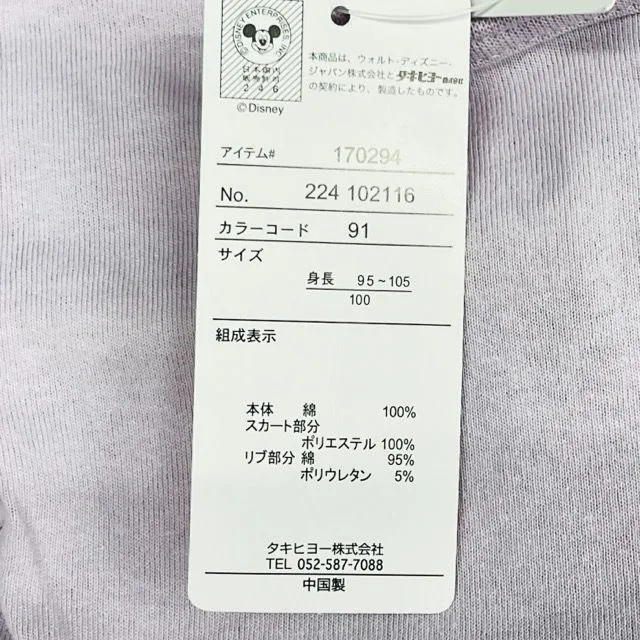 ©DISNEY ENTERPRISES, INC.
日本国内
販売許可
246
©Disney
本商品は、ウォルト・ディズニー・
ジャパン株式会社とタキヒヨー株式会社
の契約により、製造したものです。
アイテム# 170294
No. 224 102116
カラーコード 91
サイズ
身長 95~105
100
組成表示
本体 綿 100%
スカート部分
ポリエステル 100%
リブ部分 綿 95%
ポリウレタン 5%
タキヒヨー株式会社
TEL 052-587-7088
中国製